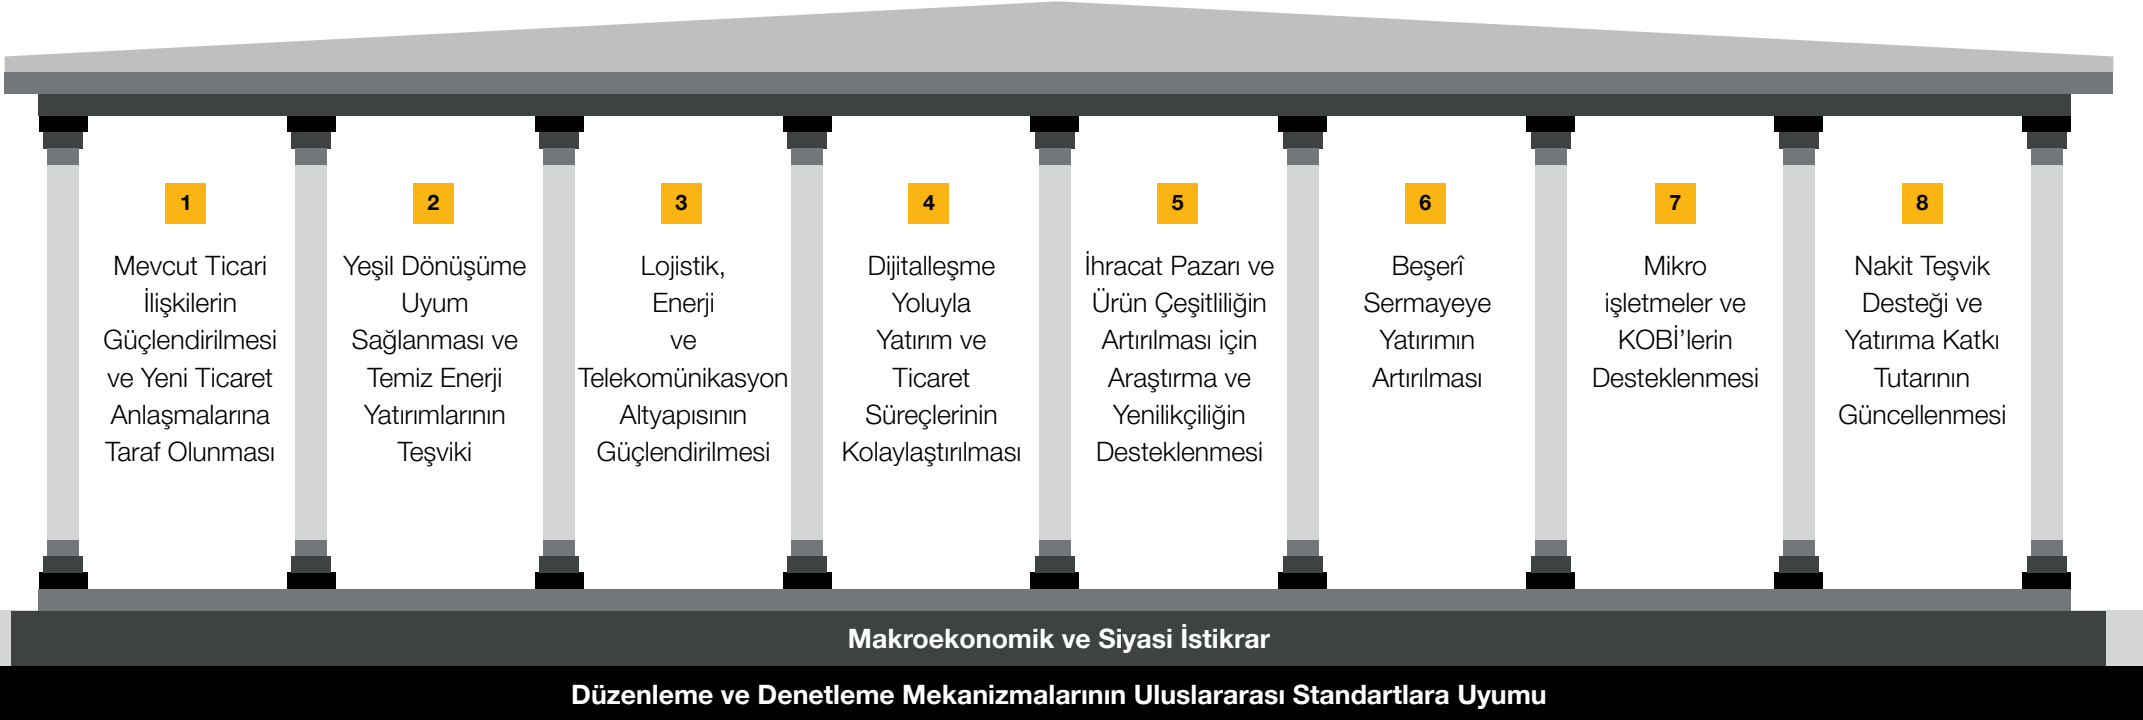 1
Mevcut Ticari
İlişkilerin
Güçlendirilmesi
ve Yeni Ticaret
Anlaşmalarına
Taraf Olunması
2
Yeşil Dönüşüme
Uyum
Sağlanması ve
Temiz Enerji
Yatırımlarının
Teşviki
3
Lojistik,
Enerji
ve
Telekomünikasyon
Altyapısının
Güçlendirilmesi
4
Dijitalleşme
Yoluyla
Yatırım ve
Ticaret
Süreçlerinin
Kolaylaştırılması
5
İhracat Pazarı ve
Ürün Çeşitliliğin
Artırılması için
Araştırma ve
Yenilikçiliğin
Desteklenmesi
6
Beşerî
Sermayeye
Yatırımın
Artırılması
7
Mikro
işletmeler ve
KOBİ’lerin
Desteklenmesi
8
Nakit Teşvik
Desteği ve
Yatırıma Katkı
Tutarının
Güncellenmesi
Makroekonomik ve Siyasi İstikrar
Düzenleme ve Denetleme Mekanizmalarının Uluslararası Standartlara Uyumu